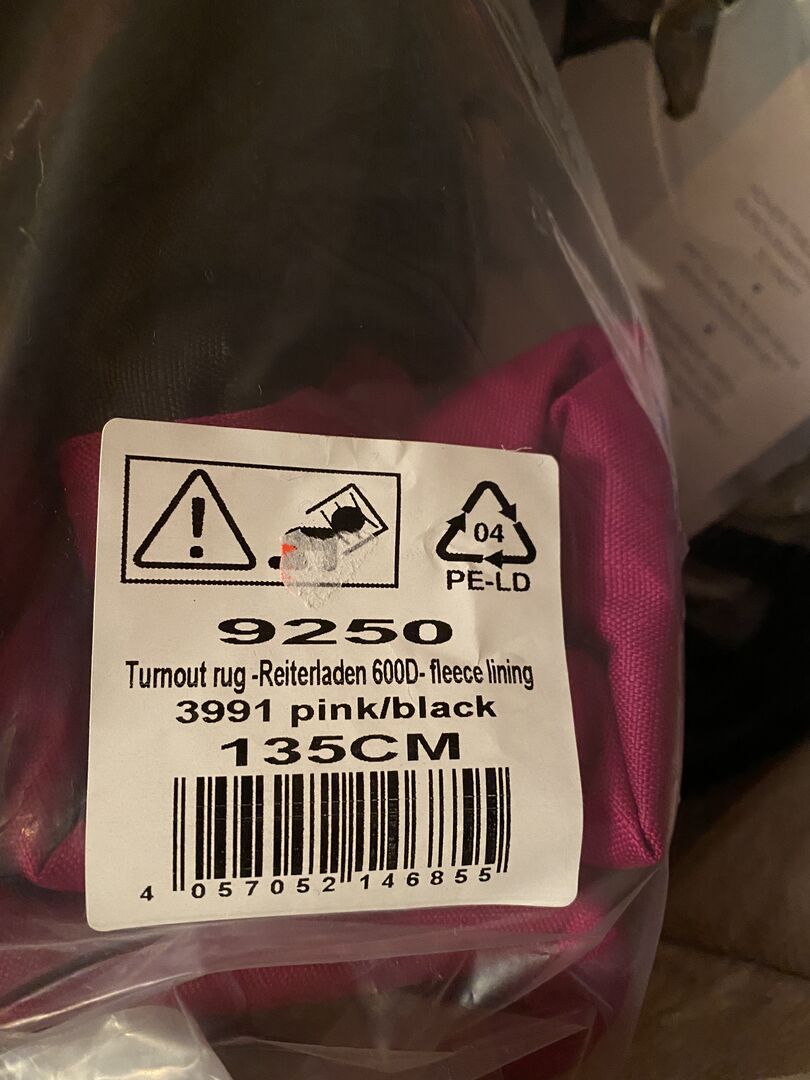 !
04
PE-LD
9250
Turnout rug -Reiterladen 600D- fleece lining
3991 pink/black
135CM
4 057052 146855